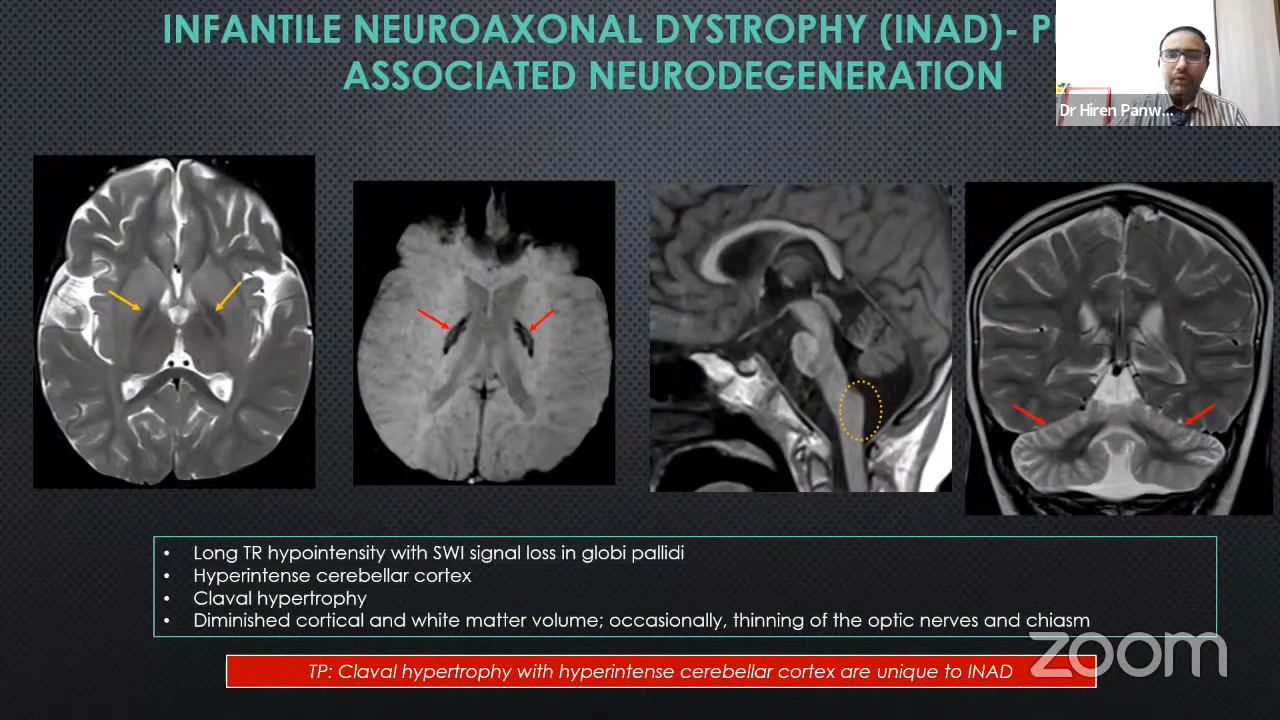 INFANTILE NEUROAXONAL DYSTROPHY (INAD)-
ASSOCIATED NEURODEGENERATION
Dr Hiren Panw...
• Long TR hypointensity with SWI signal loss in globi pallidi
• Hyperintense cerebellar cortex
• Claval hypertrophy
• Diminished cortical and white matter volume; occasionally, thinning of the optic nerves and chiasm
zoom
TP: Claval hypertrophy with hyperintense cerebellar cortex are unique to INAD